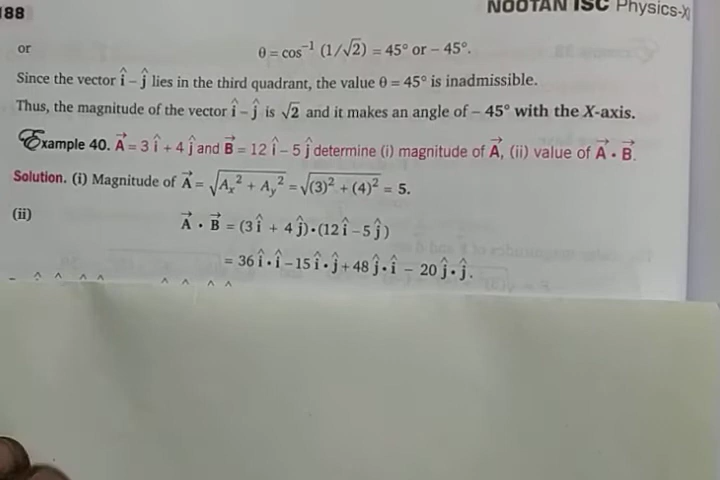 188
NOOTAN ISC Physics-XI
or θ = cos⁻¹ (1/√2) = 45° or – 45°.
Since the vector î – ĵ lies in the third quadrant, the value θ = 45° is inadmissible.
Thus, the magnitude of the vector î – ĵ is √2 and it makes an angle of – 45° with the X-axis.
Example 40. A⃗ = 3 î + 4 ĵ and B⃗ = 12 î – 5 ĵ determine (i) magnitude of A⃗, (ii) value of A⃗ • B⃗.
Solution. (i) Magnitude of A⃗ = √(Aₓ² + Aᵧ²) = √((3)² + (4)²) = 5.
(ii) A⃗ • B⃗ = (3 î + 4 ĵ)•(12 î – 5 ĵ)
= 36 î • î – 15 î • ĵ + 48 ĵ • î – 20 ĵ • ĵ.